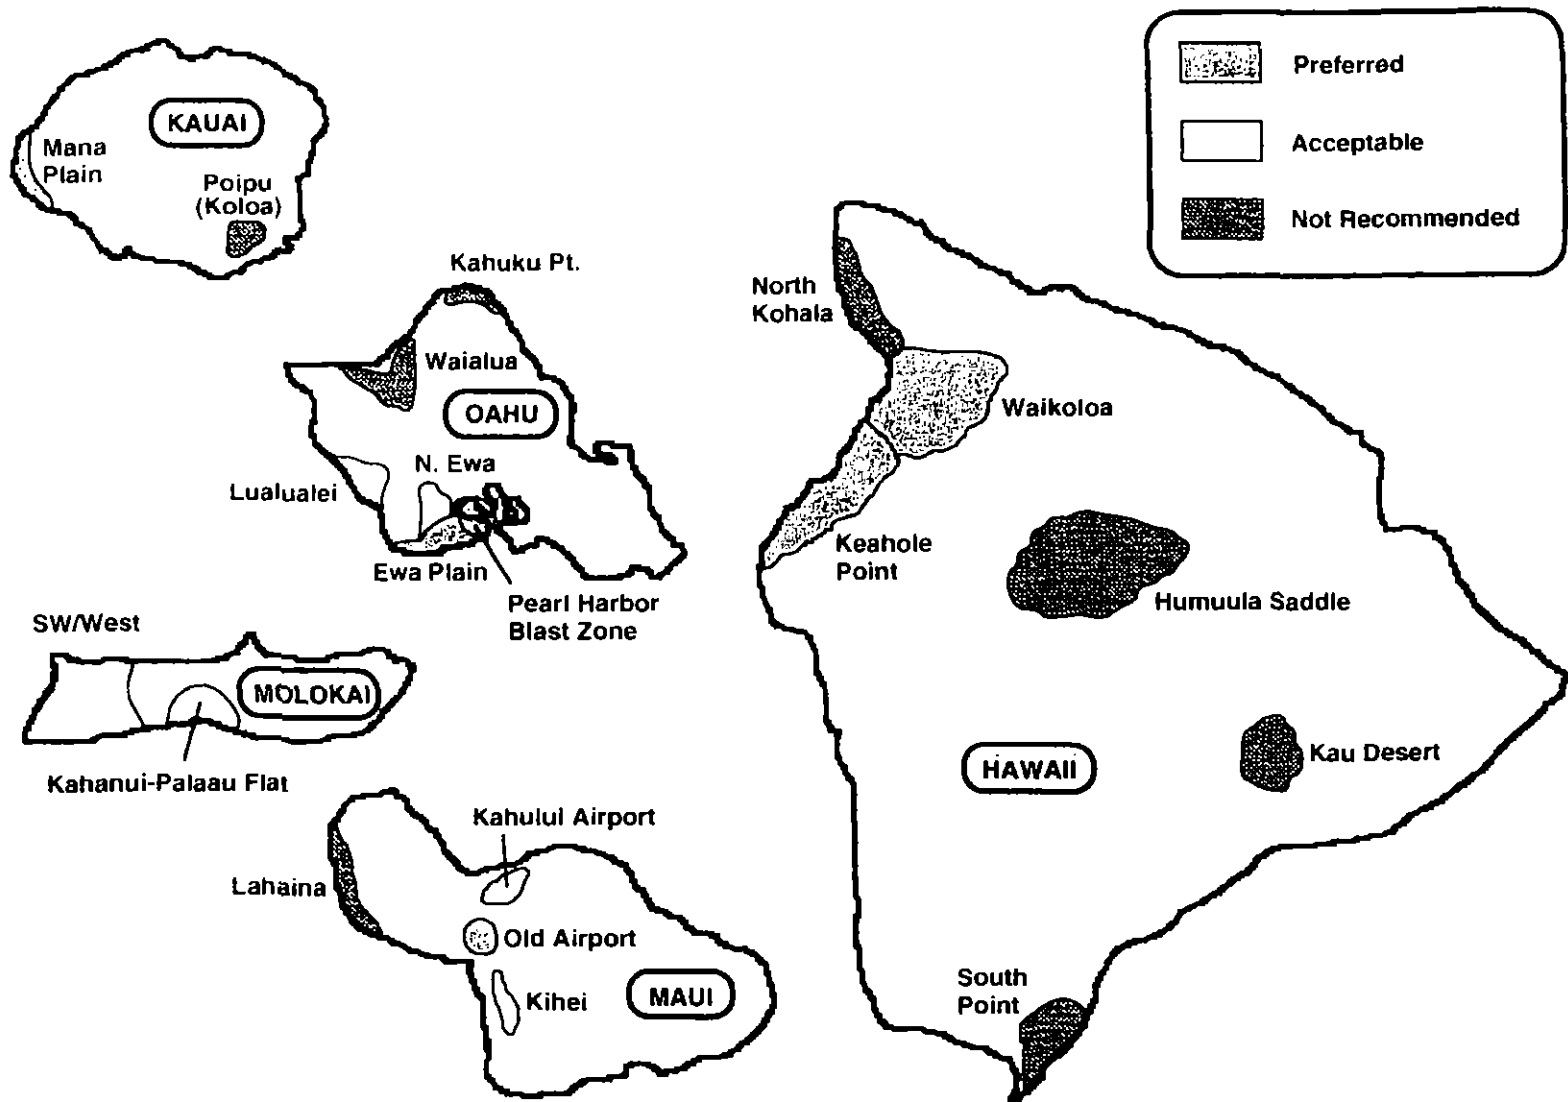 Preferred
Acceptable
Not Recommended
KAUAI
Mana
Plain
Poipu
(Koloa)
Kahuku Pt.
Waialua
OAHU
N. Ewa
Lualualei
Ewa Plain
Pearl Harbor
Blast Zone
SW/West
MOLOKAI
Kahanui-Palaau Flat
Kahului Airport
Lahaina
Old Airport
Kihei
MAUI
North
Kohala
Waikoloa
Keahole
Point
Humuula Saddle
HAWAII
Kau Desert
South
Point